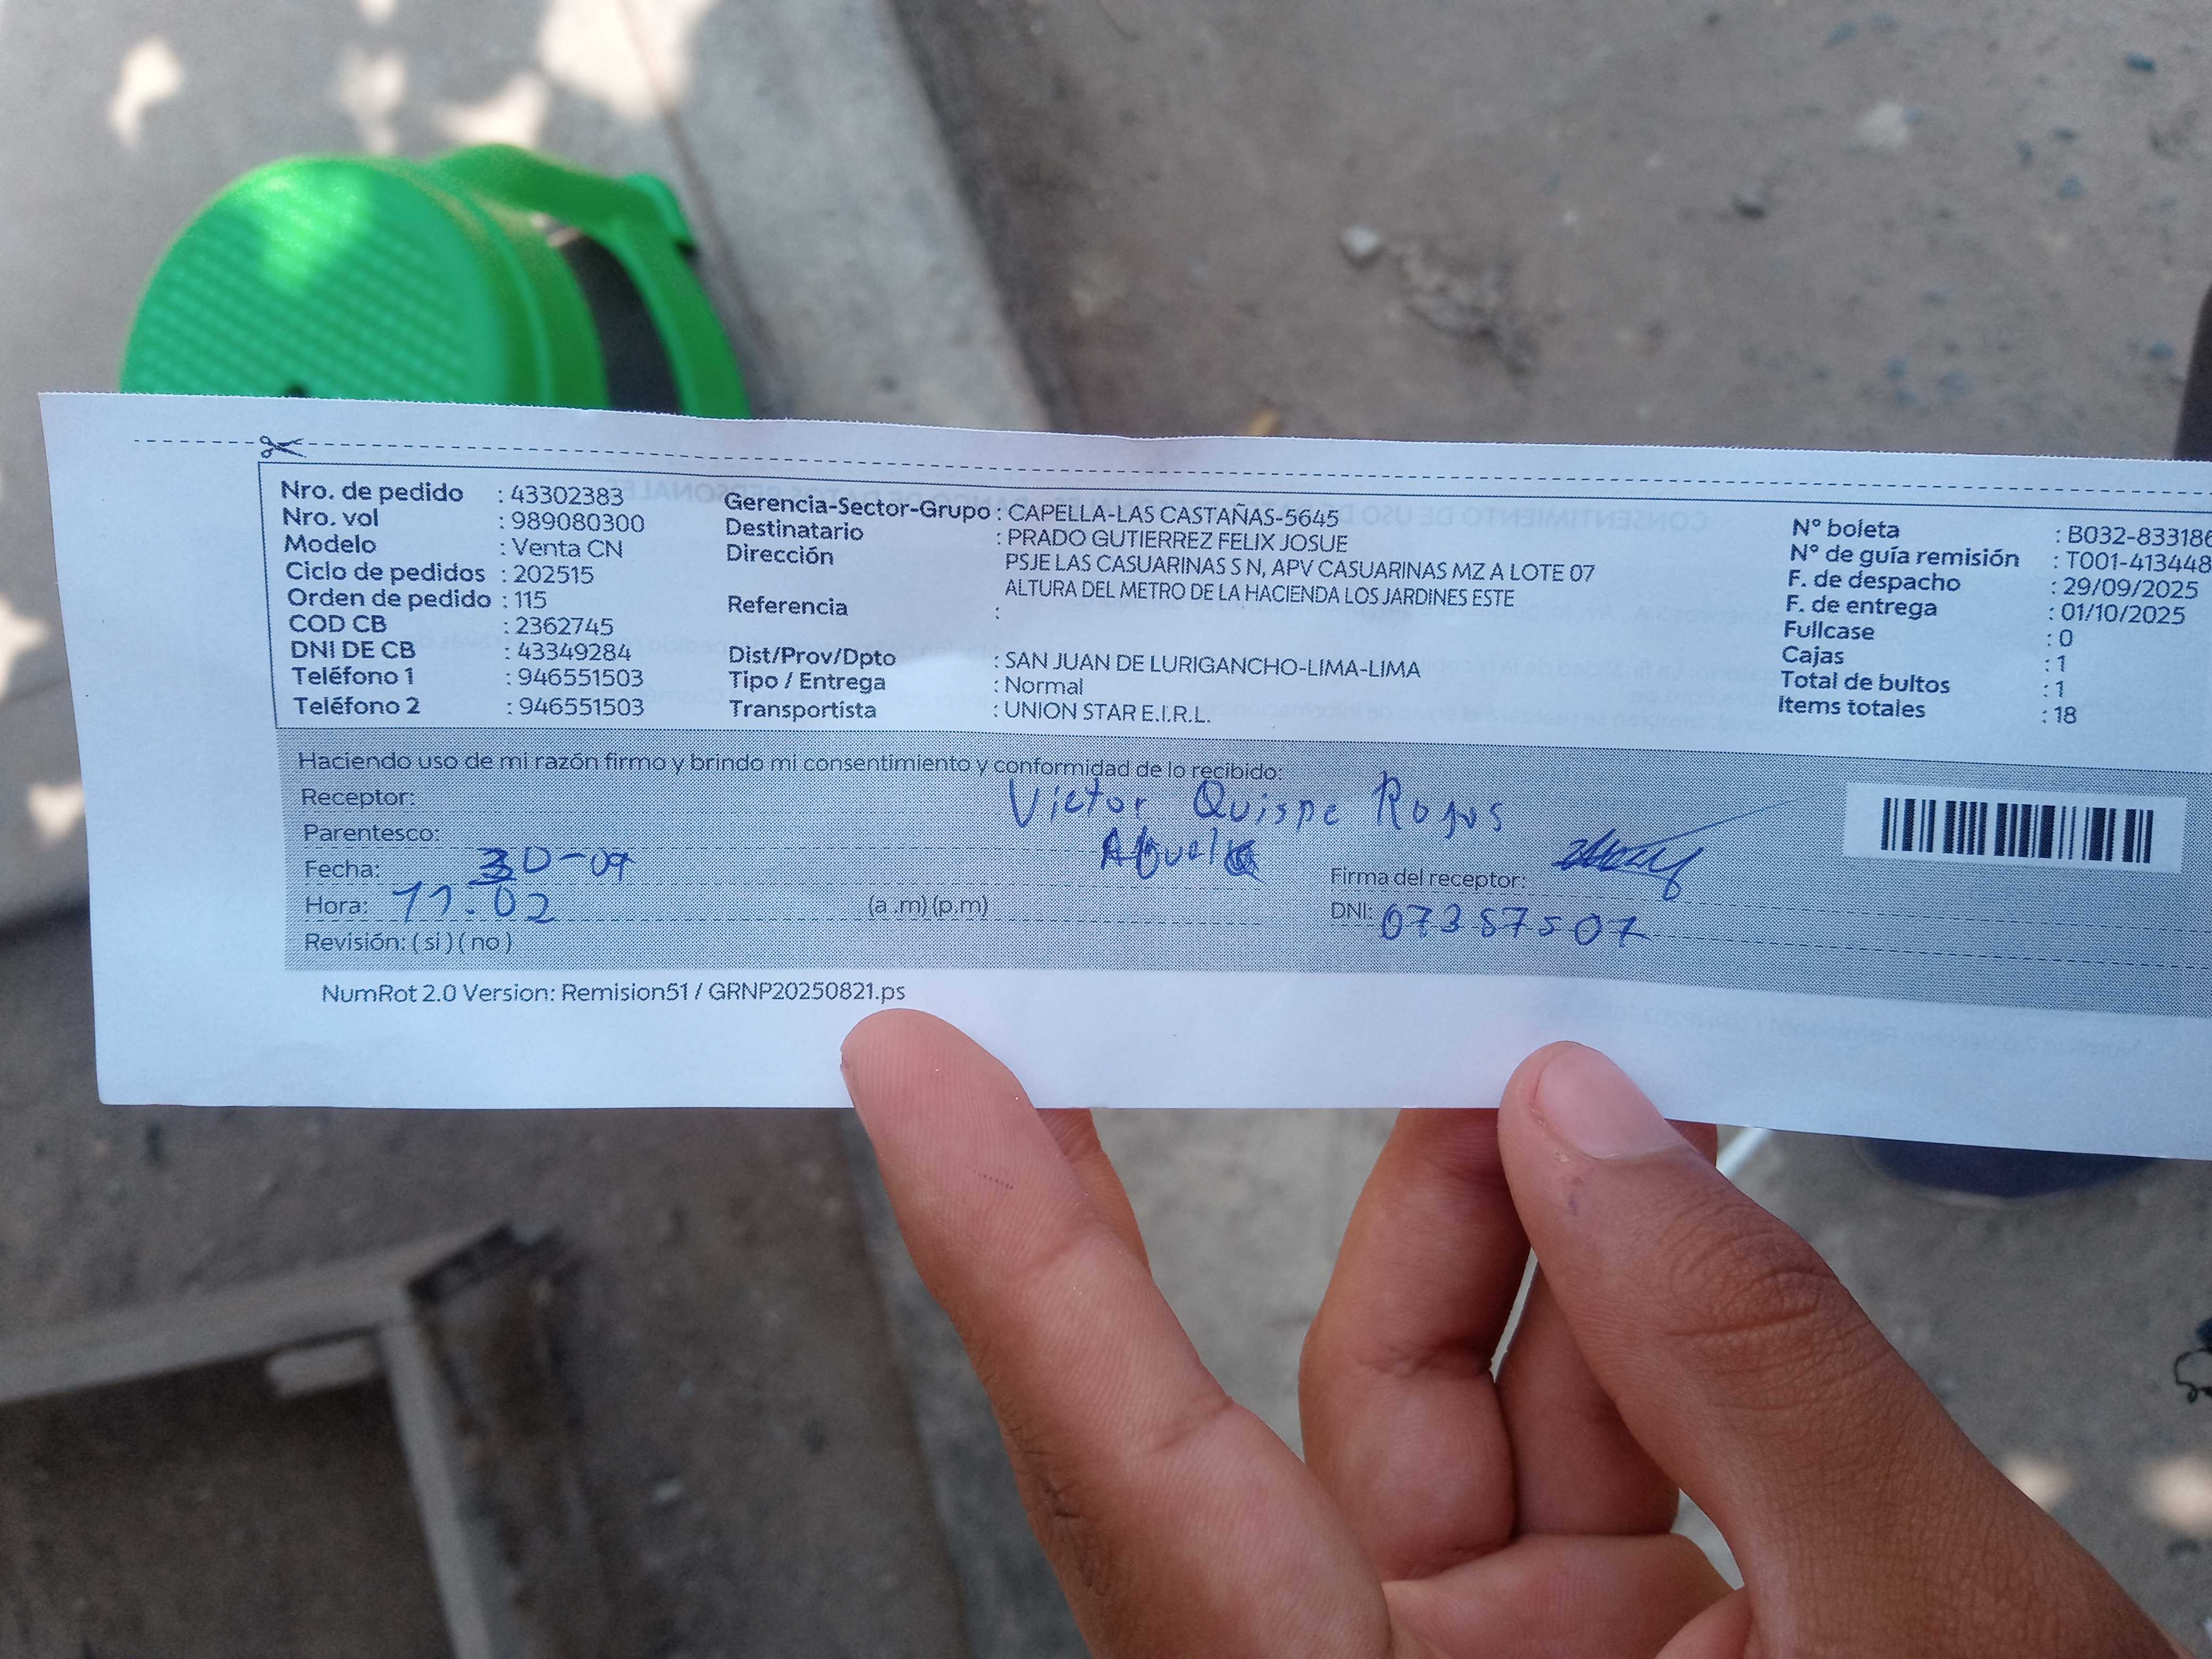 Nro. de pedido : 43302383
Nro. vol : 989080300
Modelo : Venta CN
Ciclo de pedidos : 202515
Orden de pedido : 115
COD CB : 2362745
DNI DE CB : 43349284
Teléfono 1 : 946551503
Teléfono 2 : 946551503
Gerencia-Sector-Grupo : CAPELLA-LAS CASTAÑAS-5645
Destinatario : PRADO GUTIERREZ FELIX JOSUE
Dirección PSJE LAS CASUARINAS S N, APV CASUARINAS MZ A LOTE 07
ALTURA DEL METRO DE LA HACIENDA LOS JARDINES ESTE
Referencia :
Dist/Prov/Dpto : SAN JUAN DE LURIGANCHO-LIMA-LIMA
Tipo / Entrega : Normal
Transportista : UNION STAR E.I.R.L.
N° boleta : B032-833186
N° de guía remisión : T001-413448
F. de despacho : 29/09/2025
F. de entrega : 01/10/2025
Fullcase : 0
Cajas : 1
Total de bultos : 1
Items totales : 18
Haciendo uso de mi razón firmo y brindo mi consentimiento y conformidad de lo recibido:
Receptor: Victor Quispe Rojas
Parentesco: Abuelo
Fecha: 30-09
Firma del receptor:
Hora: 11.02 (a .m) (p.m)
DNI: 07387507
Revisión: ( si ) ( no )
NumRot 2.0 Version: Remision51 / GRNP20250821.ps